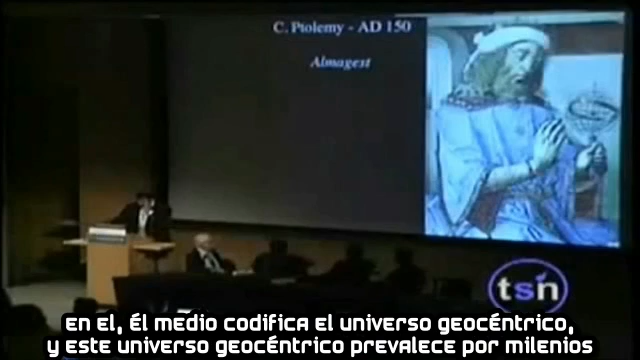 C. Ptolemy - AD 150
Almagest
tsn
en el, Él medio codifica el universo geocéntrico,
y este universo geocéntrico prevalece por milenios